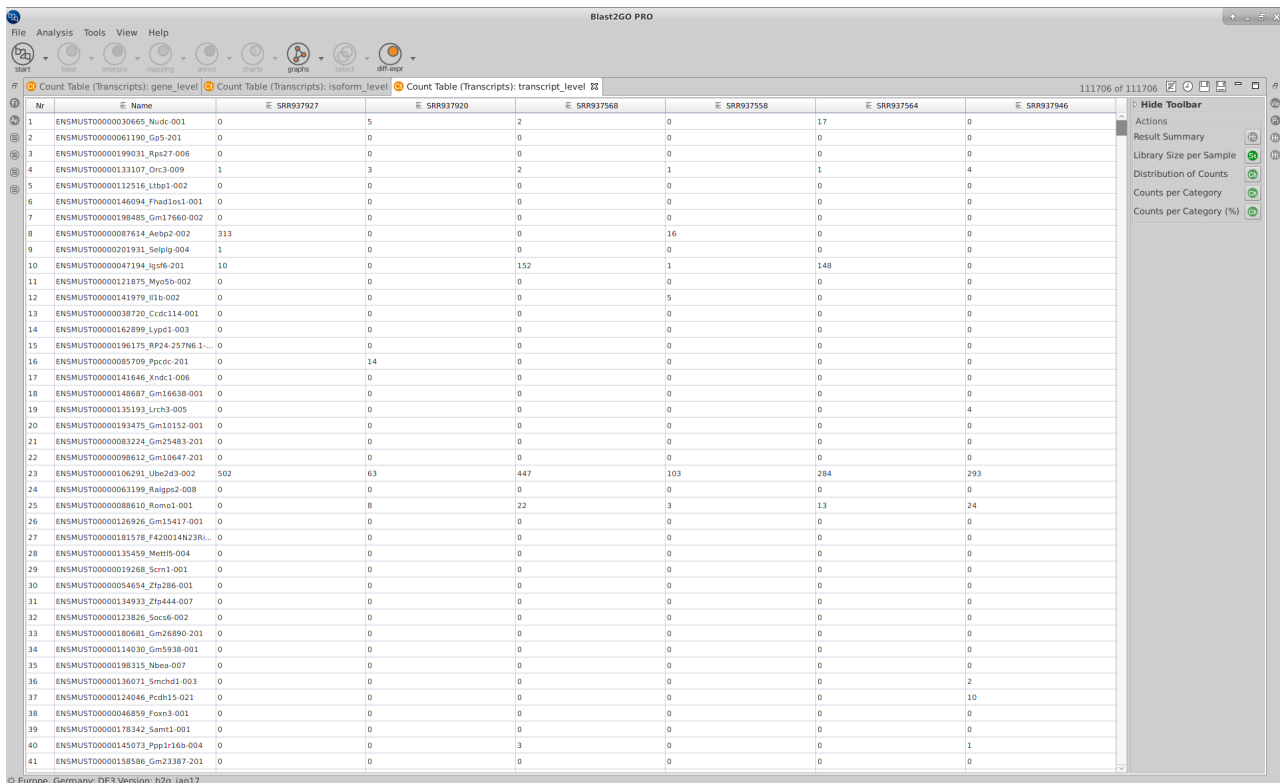 Blast2GO PRO
File Analysis Tools View Help
start blast interpro mapping annot charts graphs select diff-expr
Count Table (Transcripts): gene_level Count Table (Transcripts): isoform_level Count Table (Transcripts): transcript_level 111706 of 111706
Nr Name SRR937927 SRR937920 SRR937568 SRR937558 SRR937564 SRR937946
1 ENSMUST00000030665_Nudc-001 0 5 2 0 17 0
2 ENSMUST00000061190_Gp5-201 0 0 0 0 0 0
3 ENSMUST00000199031_Rps27-006 0 0 0 0 0 0
4 ENSMUST00000133107_Orc3-009 1 3 2 1 1 4
5 ENSMUST00000112516_Ltbp1-002 0 0 0 0 0 0
6 ENSMUST00000146094_Fhad1os1-001 0 0 0 0 0 0
7 ENSMUST00000198485_Gm17660-002 0 0 0 0 0 0
8 ENSMUST00000087614_Aebp2-002 313 0 0 16 0 0
9 ENSMUST00000201931_Selplg-004 1 0 0 0 0 0
10 ENSMUST00000047194_Igsf6-201 10 0 152 1 148 0
11 ENSMUST00000121875_Myo5b-002 0 0 0 0 0 0
12 ENSMUST00000141979_Il1b-002 0 0 0 5 0 0
13 ENSMUST00000038720_Ccdc114-001 0 0 0 0 0 0
14 ENSMUST00000162899_Lypd1-003 0 0 0 0 0 0
15 ENSMUST00000196175_RP24-257N6.1-... 0 0 0 0 0 0
16 ENSMUST00000085709_Ppcdc-201 0 14 0 0 0 0
17 ENSMUST00000141646_Xndc1-006 0 0 0 0 0 0
18 ENSMUST00000148687_Gm16638-001 0 0 0 0 0 0
19 ENSMUST00000135193_Lrch3-005 0 0 0 0 0 4
20 ENSMUST00000193475_Gm10152-001 0 0 0 0 0 0
21 ENSMUST00000083224_Gm25483-201 0 0 0 0 0 0
22 ENSMUST00000098612_Gm10647-201 0 0 0 0 0 0
23 ENSMUST00000106291_Ube2d3-002 502 63 447 103 284 293
24 ENSMUST00000063199_Ralgps2-008 0 0 0 0 0 0
25 ENSMUST00000088610_Romo1-001 0 8 22 3 13 24
26 ENSMUST00000126926_Gm15417-001 0 0 0 0 0 0
27 ENSMUST00000181578_F420014N23Ri... 0 0 0 0 0 0
28 ENSMUST00000135459_Mettl5-004 0 0 0 0 0 0
29 ENSMUST00000019268_Scrn1-001 0 0 0 0 0 0
30 ENSMUST00000054654_Zfp286-001 0 0 0 0 0 0
31 ENSMUST00000134933_Zfp444-007 0 0 0 0 0 0
32 ENSMUST00000123826_Socs6-002 0 0 0 0 0 0
33 ENSMUST00000180681_Gm26890-201 0 0 0 0 0 0
34 ENSMUST00000114030_Gm5938-001 0 0 0 0 0 0
35 ENSMUST00000198315_Nbea-007 0 0 0 0 0 0
36 ENSMUST00000136071_Smchd1-003 0 0 0 0 0 2
37 ENSMUST00000124046_Pcdh15-021 0 0 0 0 0 10
38 ENSMUST00000046859_Foxn3-001 0 0 0 0 0 0
39 ENSMUST00000178342_Samt1-001 0 0 0 0 0 0
40 ENSMUST00000145073_Ppp1r16b-004 0 0 3 0 0 1
41 ENSMUST00000158586_Gm23387-201 0 0 0 0 0 0
Hide Toolbar
Actions
Result Summary
Library Size per Sample
Distribution of Counts
Counts per Category
Counts per Category (%)
Europe, Germany: DE3 Version: b2g_jan17